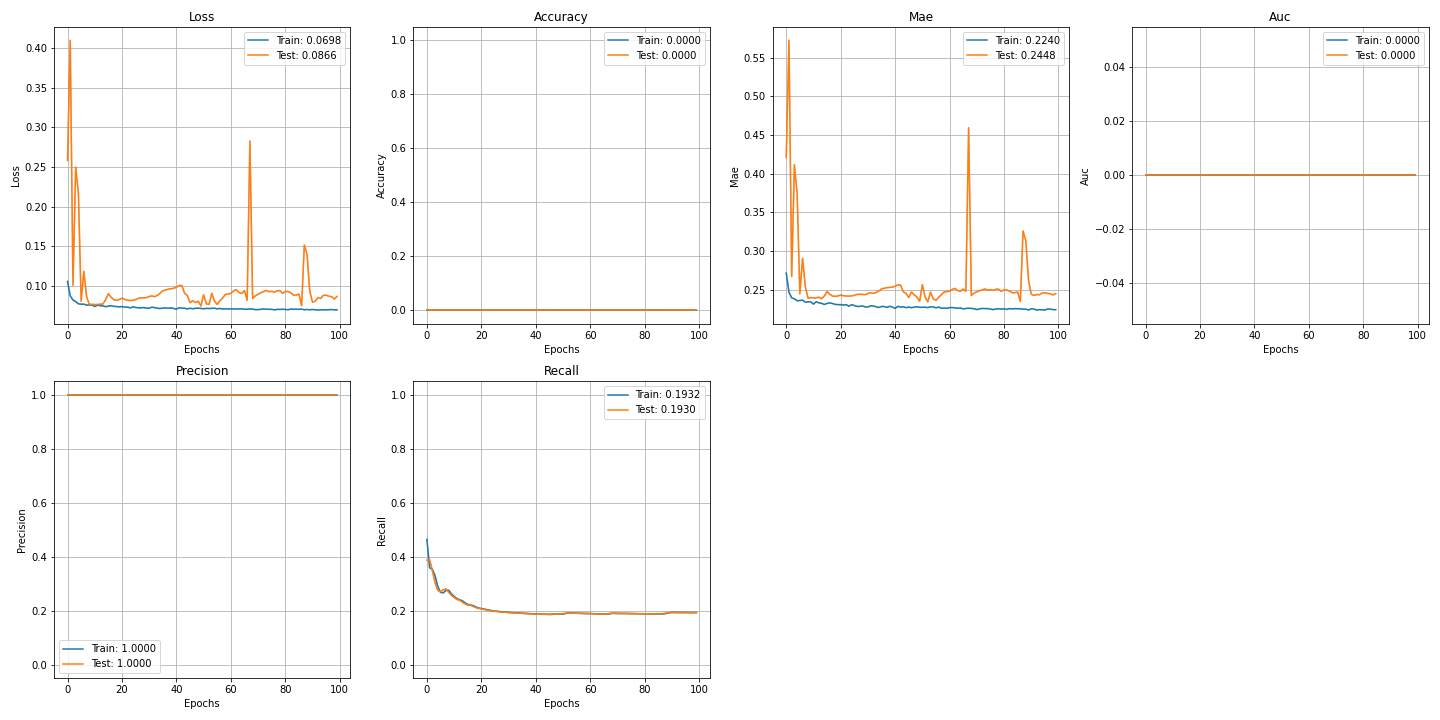 Loss
Train: 0.0698
Test: 0.0866
0.40
0.35
0.30
0.25
0.20
0.15
0.10
Loss
0 20 40 60 80 100
Epochs
Accuracy
Train: 0.0000
Test: 0.0000
1.0
0.8
0.6
0.4
0.2
0.0
Accuracy
0 20 40 60 80 100
Epochs
Mae
Train: 0.2240
Test: 0.2448
0.55
0.50
0.45
0.40
0.35
0.30
0.25
Mae
0 20 40 60 80 100
Epochs
Auc
Train: 0.0000
Test: 0.0000
0.04
0.02
0.00
−0.02
−0.04
Auc
0 20 40 60 80 100
Epochs
Precision
1.0
0.8
0.6
0.4
0.2
0.0
Precision
Train: 1.0000
Test: 1.0000
0 20 40 60 80 100
Epochs
Recall
Train: 0.1932
Test: 0.1930
1.0
0.8
0.6
0.4
0.2
0.0
Recall
0 20 40 60 80 100
Epochs